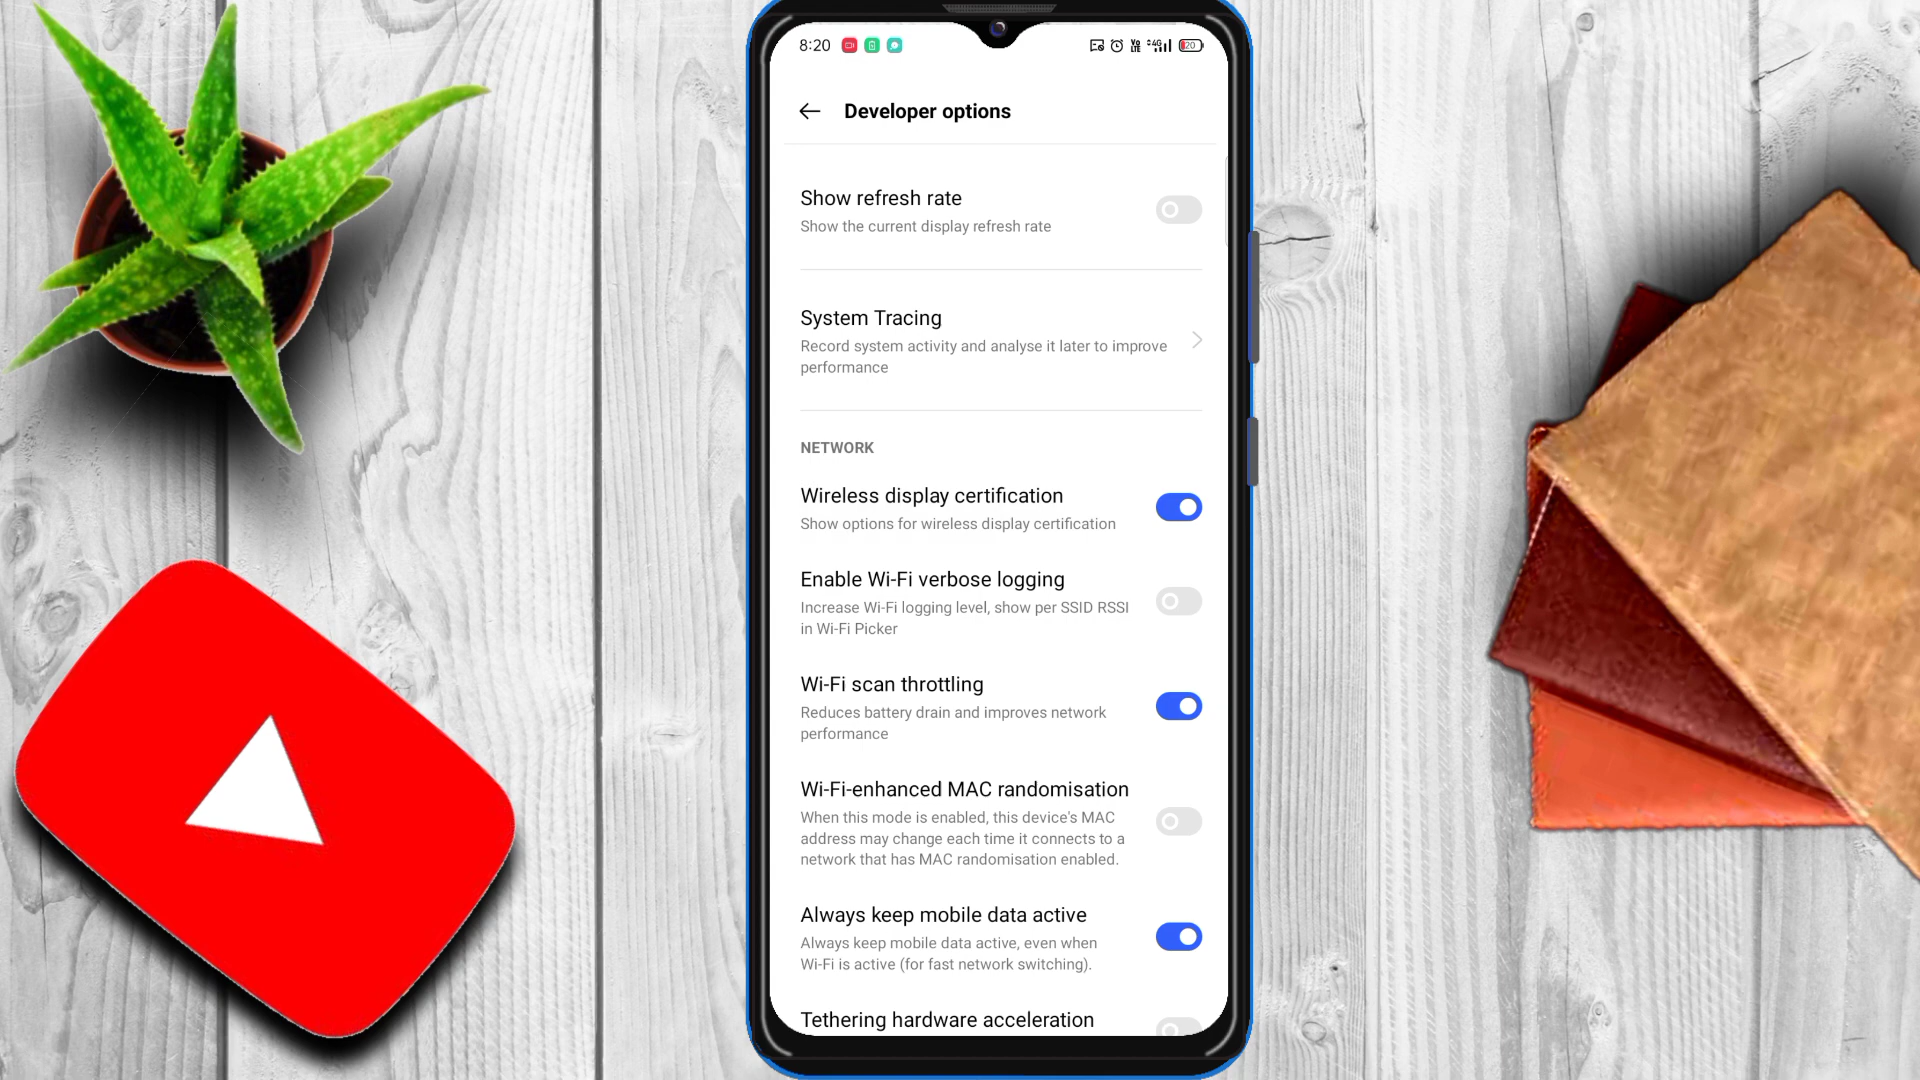 8:20
Vo
LTE
4G
20
Developer options
Show refresh rate
Show the current display refresh rate
System Tracing
Record system activity and analyse it later to improve
performance
NETWORK
Wireless display certification
Show options for wireless display certification
Enable Wi-Fi verbose logging
Increase Wi-Fi logging level, show per SSID RSSI
in Wi-Fi Picker
Wi-Fi scan throttling
Reduces battery drain and improves network
performance
Wi-Fi-enhanced MAC randomisation
When this mode is enabled, this device's MAC
address may change each time it connects to a
network that has MAC randomisation enabled.
Always keep mobile data active
Always keep mobile data active, even when
Wi-Fi is active (for fast network switching).
Tethering hardware acceleration